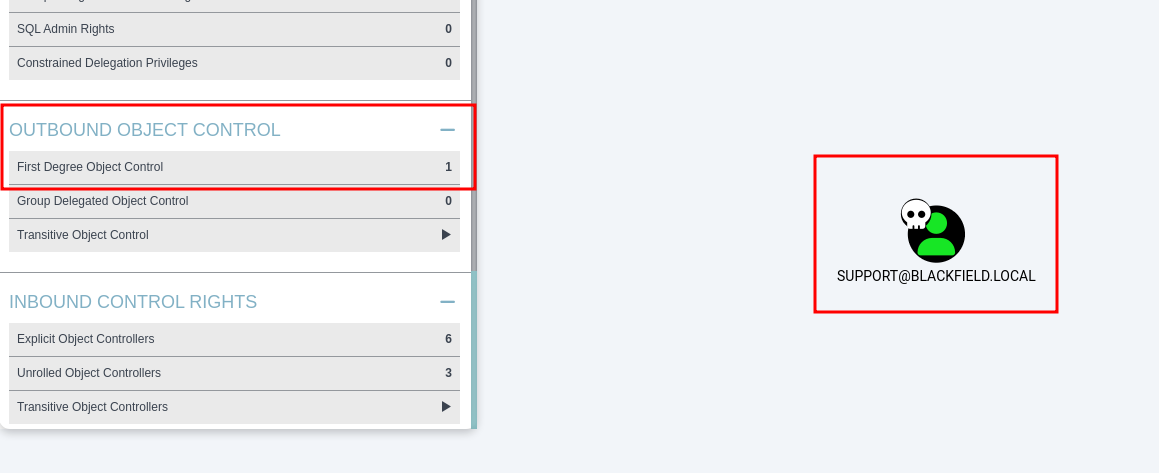 SQL Admin Rights 0
Constrained Delegation Privileges 0
OUTBOUND OBJECT CONTROL
First Degree Object Control 1
Group Delegated Object Control 0
Transitive Object Control
SUPPORT@BLACKFIELD.LOCAL
INBOUND CONTROL RIGHTS
Explicit Object Controllers 6
Unrolled Object Controllers 3
Transitive Object Controllers